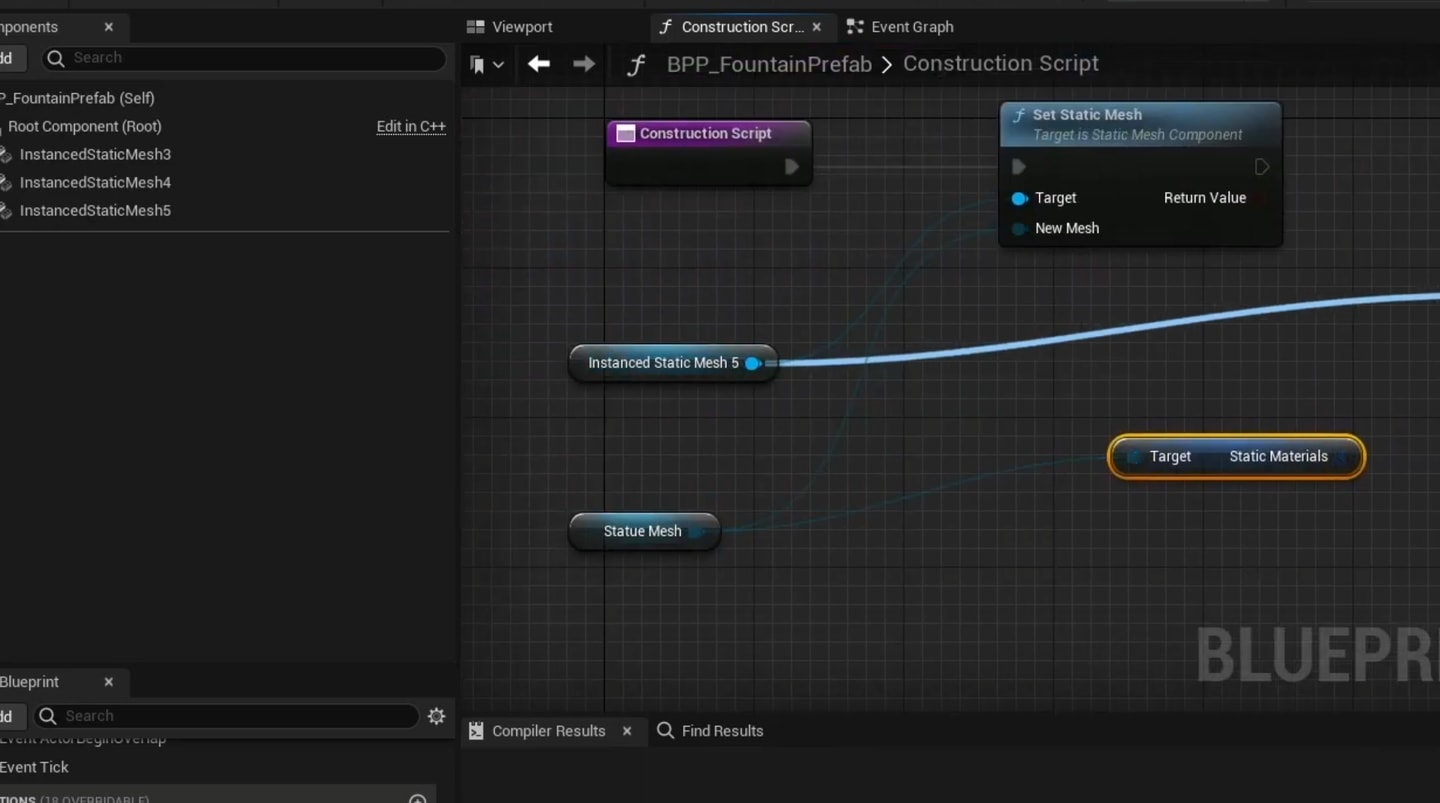 mponents
Viewport
Construction Scr...
Event Graph
dd
Search
BPP_FountainPrefab > Construction Script
P_FountainPrefab (Self)
Root Component (Root)
Edit in C++
InstancedStaticMesh3
InstancedStaticMesh4
InstancedStaticMesh5
Construction Script
Set Static Mesh
Target is Static Mesh Component
Target
Return Value
New Mesh
Instanced Static Mesh 5
Target
Static Materials
Statue Mesh
BLUEPRI
Blueprint
dd
Search
Compiler Results
Find Results
Event ActorBeginOverlap
Event Tick
TIONS (18 OVERRIDABLE)